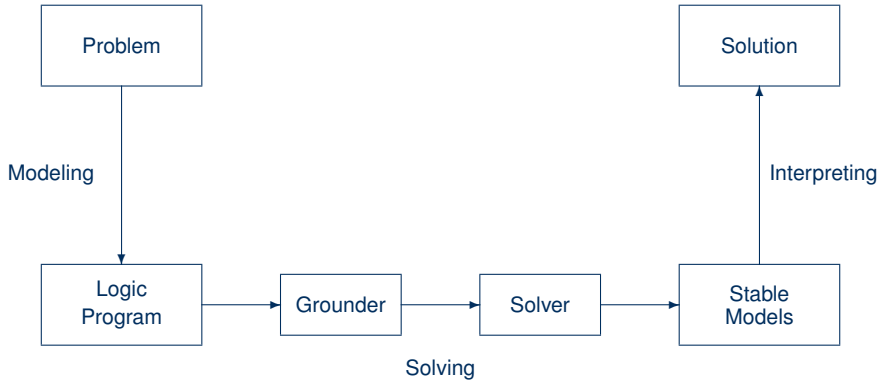 Problem
Solution
Modeling
Interpreting
Logic
Program
Grounder
Solver
Stable
Models
Solving